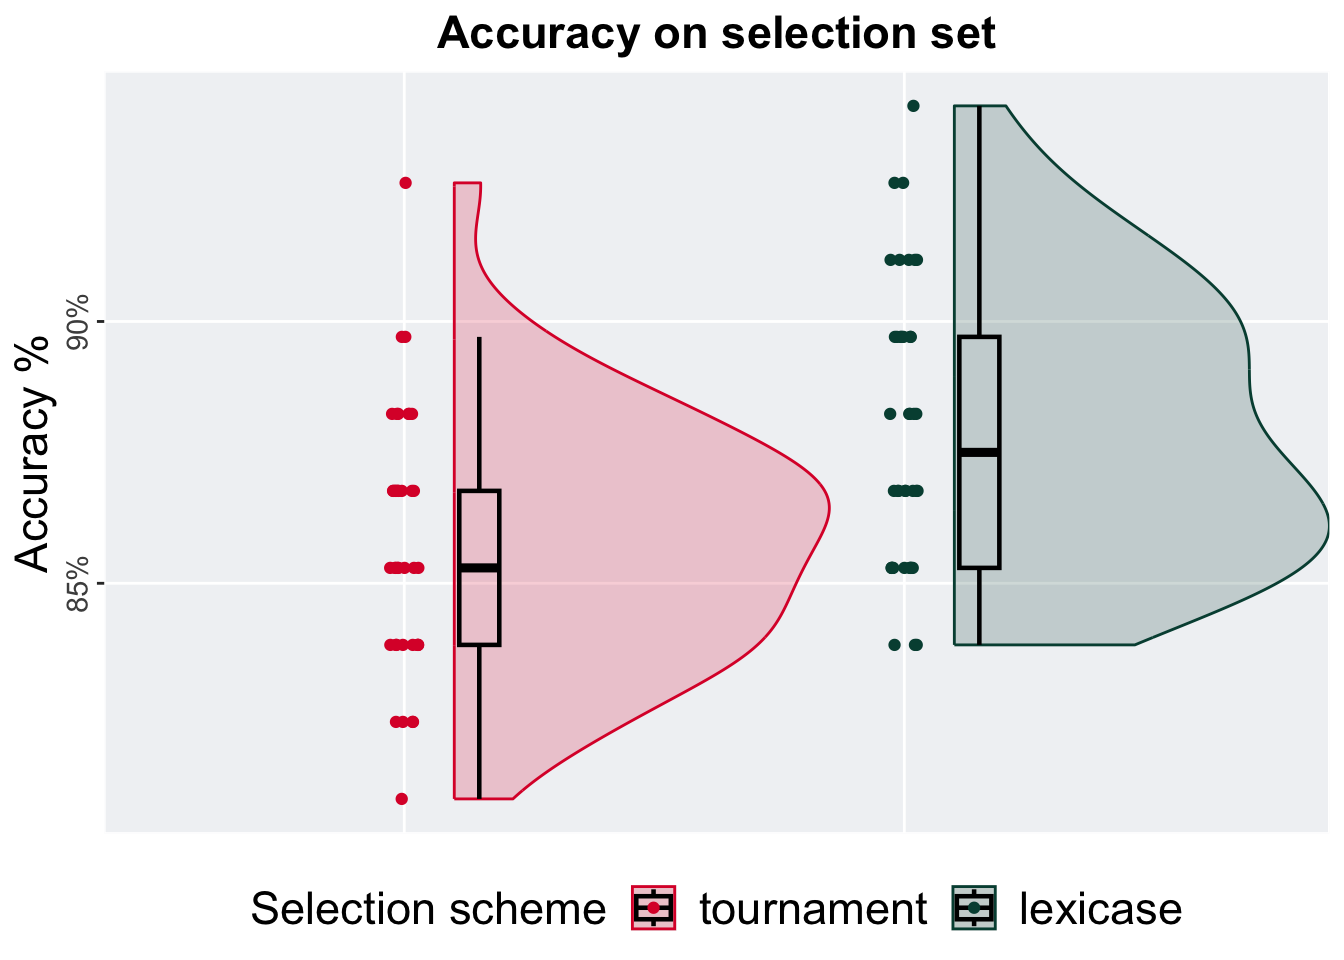 Accuracy on selection set
Accuracy %
90%
85%
Selection scheme tournament lexicase